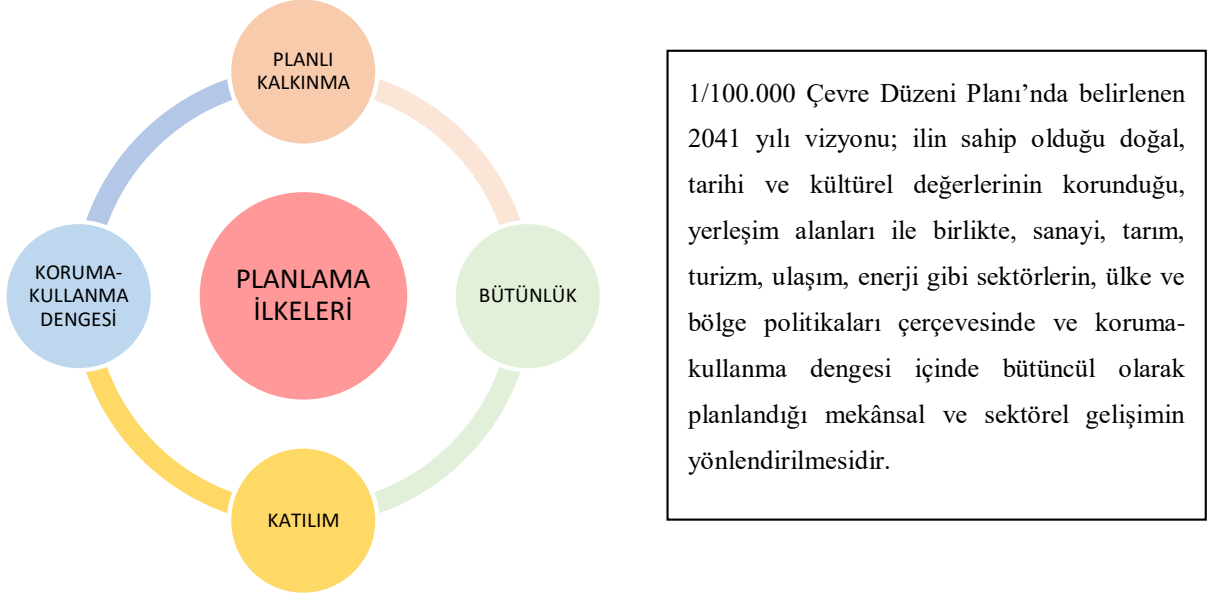 PLANLI
KALKINMA
KORUMA-
KULLANMA
DENGESİ
PLANLAMA
İLKELERİ
BÜTÜNLÜK
KATILIM
1/100.000 Çevre Düzeni Planı’nda belirlenen
2041 yılı vizyonu; ilin sahip olduğu doğal,
tarihi ve kültürel değerlerinin korunduğu,
yerleşim alanları ile birlikte, sanayi, tarım,
turizm, ulaşım, enerji gibi sektörlerin, ülke ve
bölge politikaları çerçevesinde ve koruma-
kullanma dengesi içinde bütüncül olarak
planlandığı mekânsal ve sektörel gelişimin
yönlendirilmesidir.